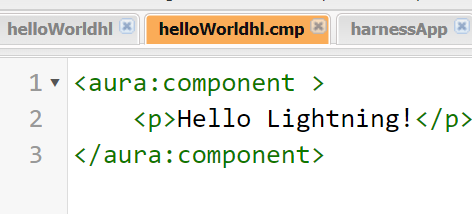 helloWorldhl helloWorldhl.cmp harnessApp
1 <aura:component >
2 <p>Hello Lightning!</p>
3 </aura:component>